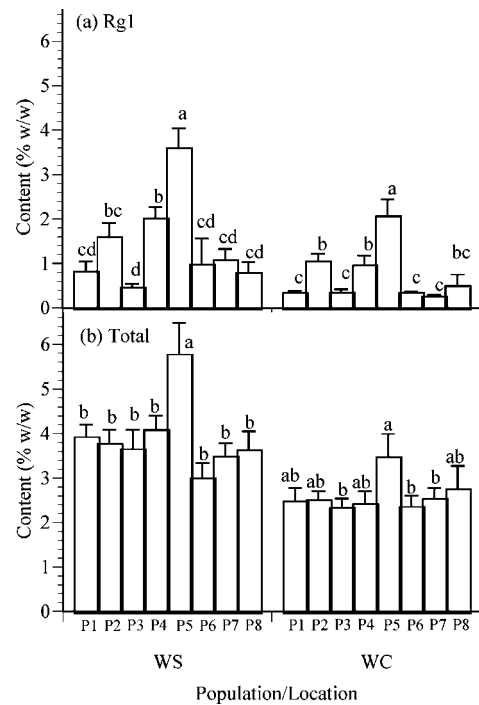 (a) Rg1
Content (% w/w)
6
5
4
3
2
1
0
cd bc d b a cd cd cd
c b c b a c c bc
(b) Total
Content (% w/w)
6
5
4
3
2
1
0
b b b b a b b b
ab ab b ab a b b ab
P1 P2 P3 P4 P5 P6 P7 P8 P1 P2 P3 P4 P5 P6 P7 P8
WS WC
Population/Location